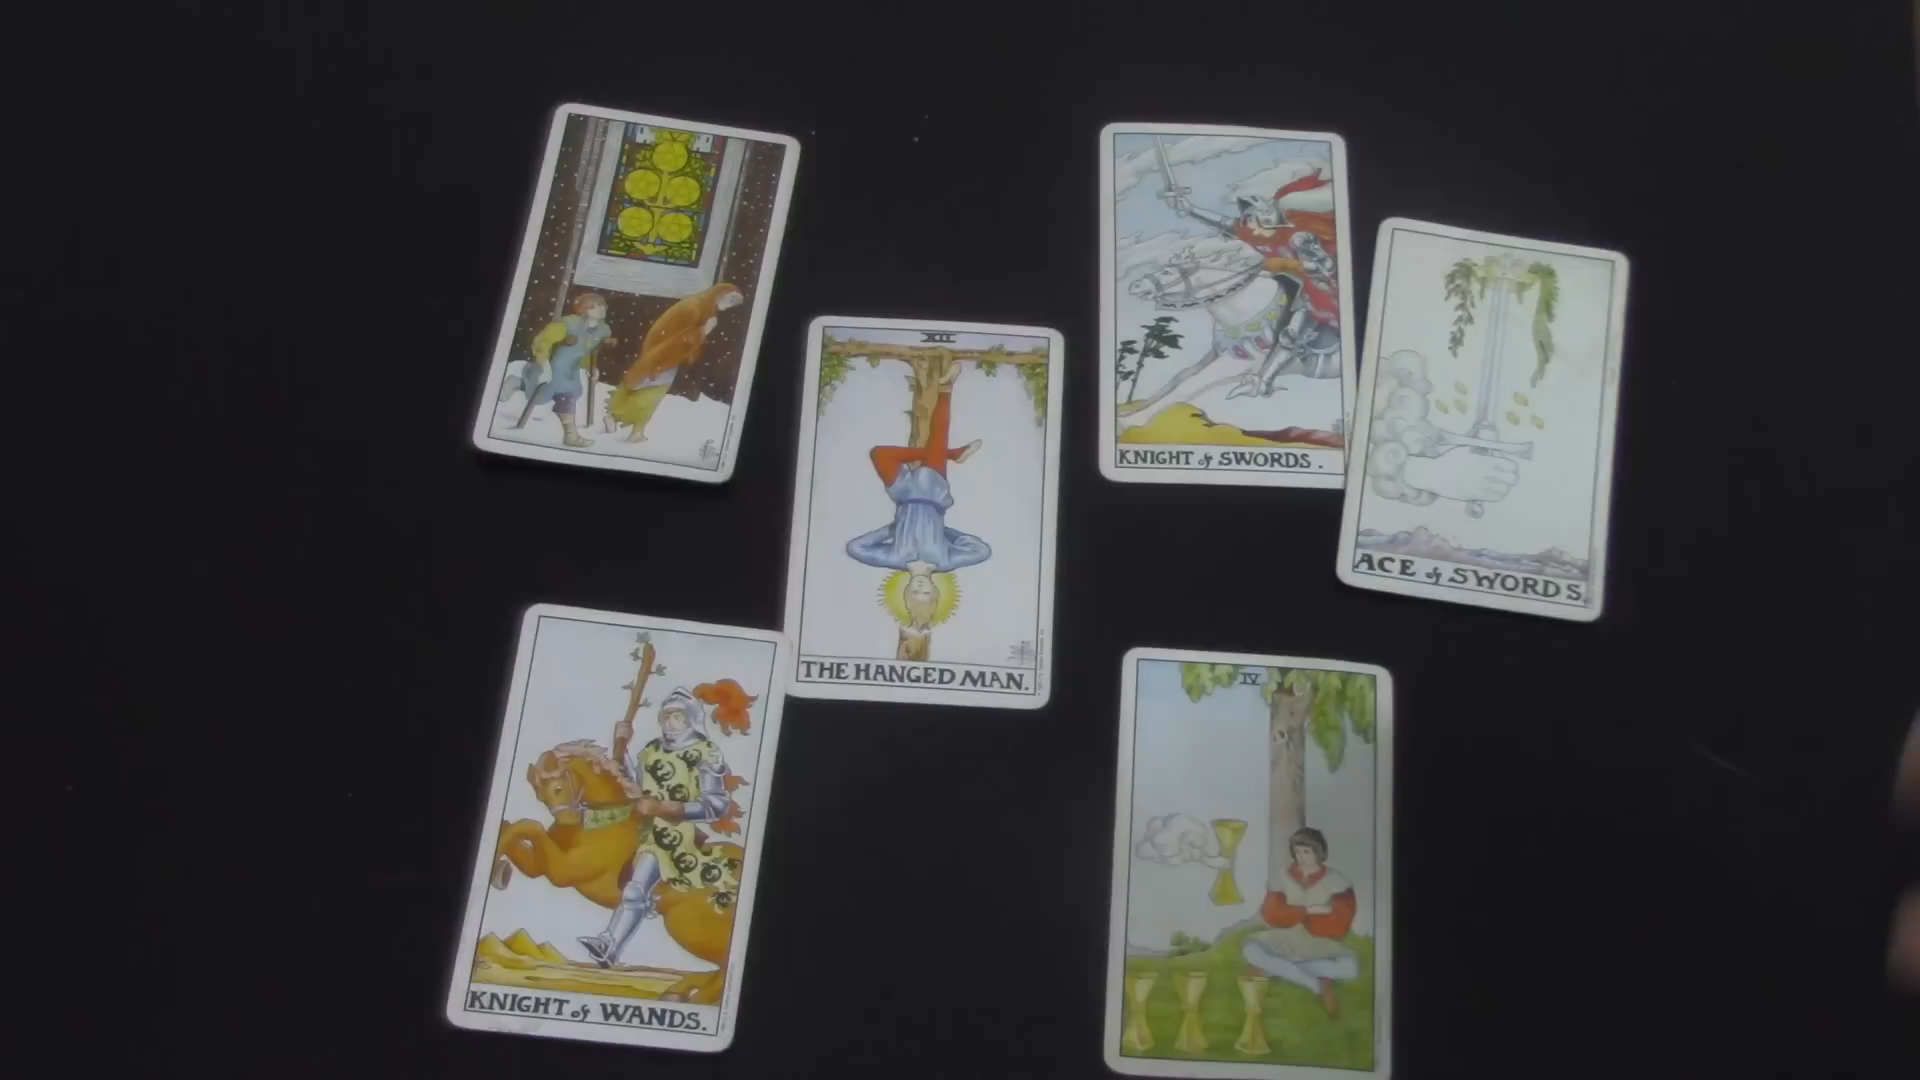 XII
THE HANGED MAN.
KNIGHT of SWORDS.
ACE of SWORDS.
KNIGHT of WANDS.
IV